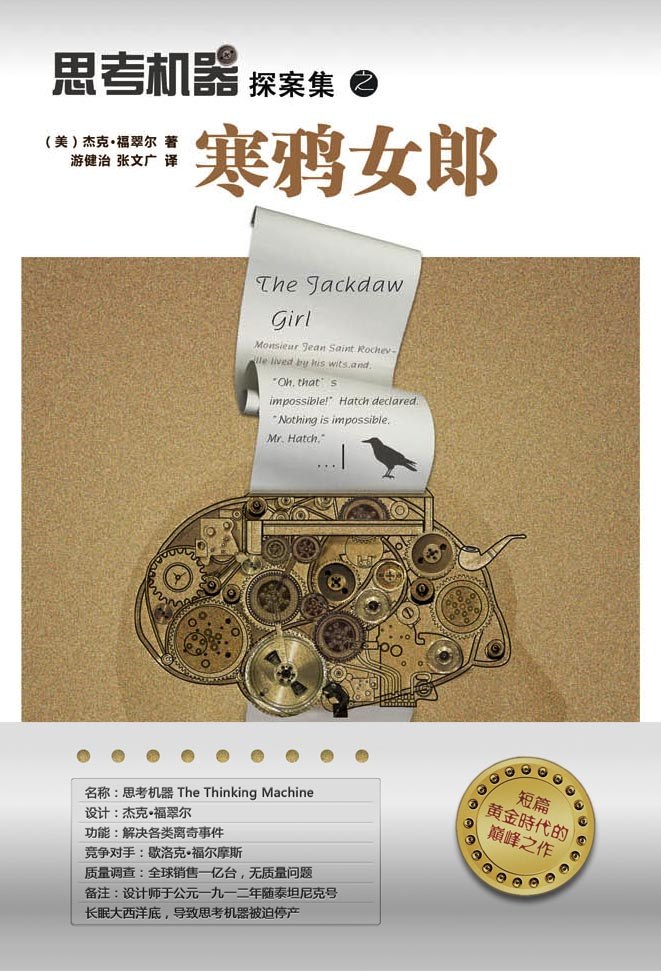 思考机器 探案集 之
（美）杰克•福翠尔 著
游健治 张文广 译
寒鸦女郎
The Jackdaw
Girl
Monsieur Jean Saint Rochev-
ille lived by his wits.and.
“Oh, that’s
impossible!” Hatch declared.
“Nothing is impossible,
Mr. Hatch,”
...
名称：思考机器 The Thinking Machine
设计：杰克•福翠尔
功能：解决各类离奇事件
竞争对手：歇洛克•福尔摩斯
质量调查：全球销售一亿台，无质量问题
备注：设计师于公元一九一二年随泰坦尼克号
长眠大西洋底，导致思考机器被迫停产
短篇
黄金時代的
巅峰之作